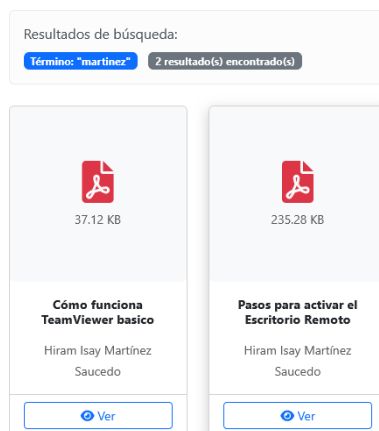 Resultados de búsqueda:
Término: "martinez" 2 resultado(s) encontrado(s)
37.12 KB
Cómo funciona
TeamViewer basico
Hiram Isay Martínez
Saucedo
Ver
235.28 KB
Pasos para activar el
Escritorio Remoto
Hiram Isay Martínez
Saucedo
Ver